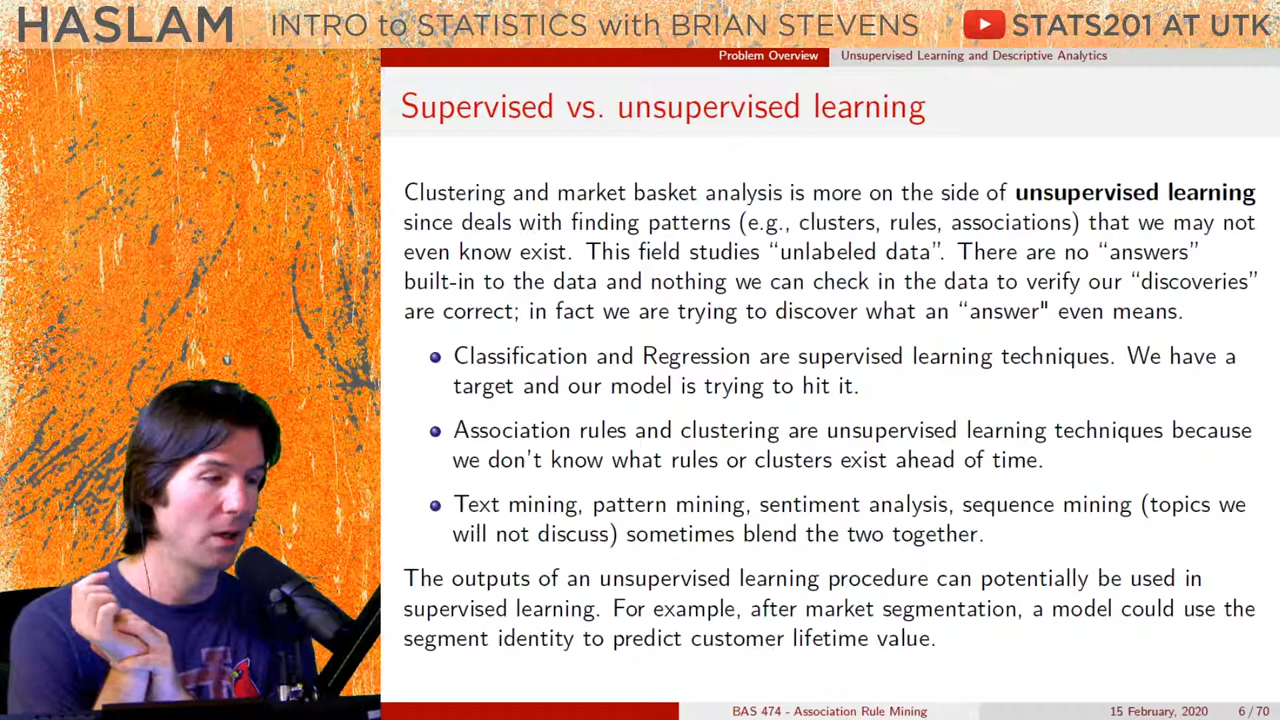 HASLAM INTRO to STATISTICS with BRIAN STEVENS STATS201 AT UTK
Problem Overview Unsupervised Learning and Descriptive Analytics
Supervised vs. unsupervised learning
Clustering and market basket analysis is more on the side of unsupervised learning
since deals with finding patterns (e.g., clusters, rules, associations) that we may not
even know exist. This field studies “unlabeled data”. There are no “answers”
built-in to the data and nothing we can check in the data to verify our “discoveries”
are correct; in fact we are trying to discover what an “answer" even means.
Classification and Regression are supervised learning techniques. We have a
target and our model is trying to hit it.
Association rules and clustering are unsupervised learning techniques because
we don't know what rules or clusters exist ahead of time.
Text mining, pattern mining, sentiment analysis, sequence mining (topics we
will not discuss) sometimes blend the two together.
The outputs of an unsupervised learning procedure can potentially be used in
supervised learning. For example, after market segmentation, a model could use the
segment identity to predict customer lifetime value.
BAS 474 - Association Rule Mining 15 February, 2020 6 / 70